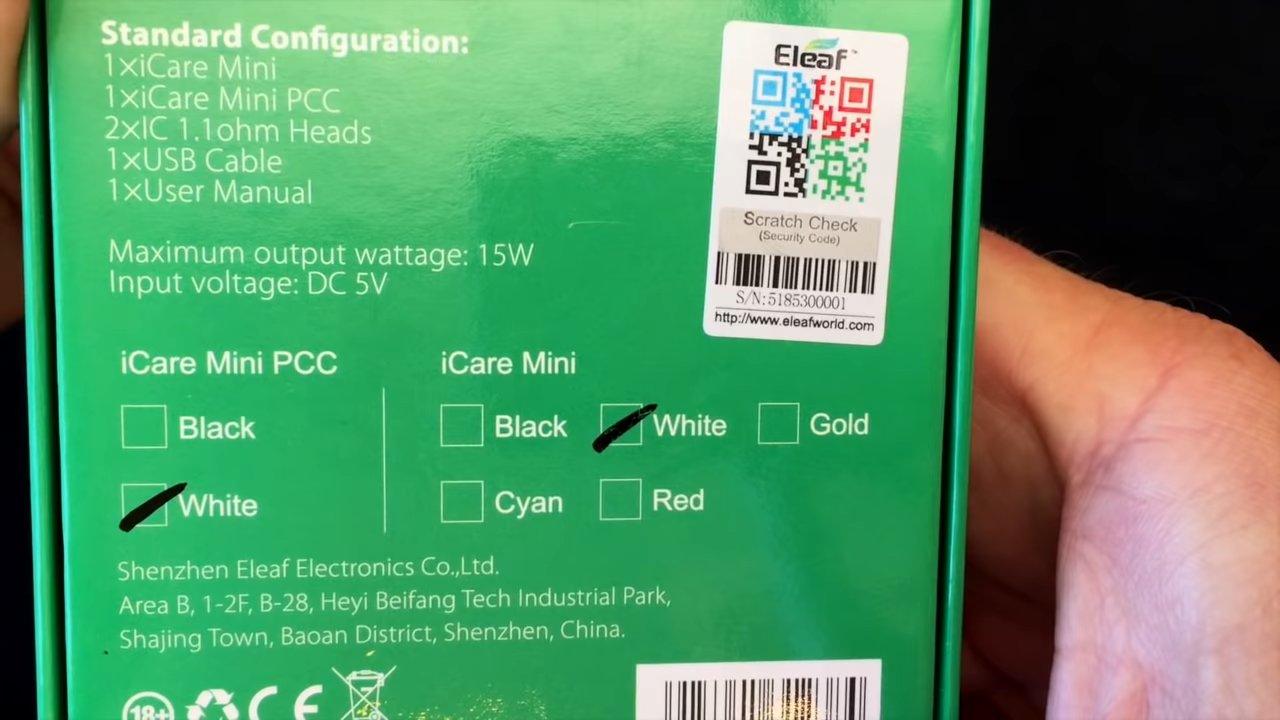 Standard Configuration:
1×iCare Mini
1×iCare Mini PCC
2×IC 1.1ohm Heads
1×USB Cable
1×User Manual
Maximum output wattage: 15W
Input voltage: DC 5V
Eleaf™
Scratch Check
(Security Code)
S/N:5185300001
http://www.eleafworld.com
iCare Mini PCC
Black
White
iCare Mini
Black White Gold
Cyan Red
Shenzhen Eleaf Electronics Co.,Ltd.
Area B, 1-2F, B-28, Heyi Beifang Tech Industrial Park,
Shajing Town, Baoan District, Shenzhen, China.
18+ CE